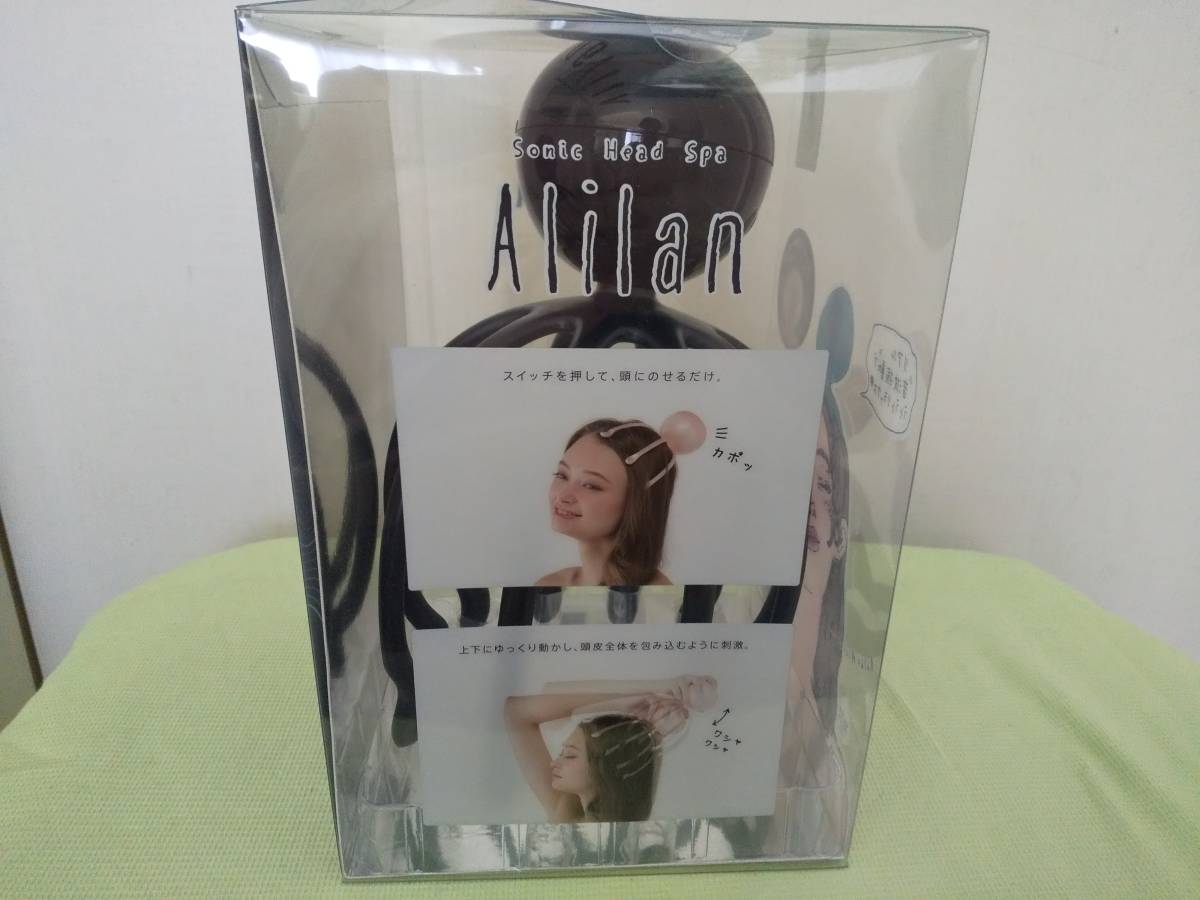 Sonic Head Spa
Alilan
スイッチを押して、頭にのせるだけ。
カポッ
上下にゆっくり動かし、頭皮全体を包み込むように刺激。
ワシャ
ワシャ